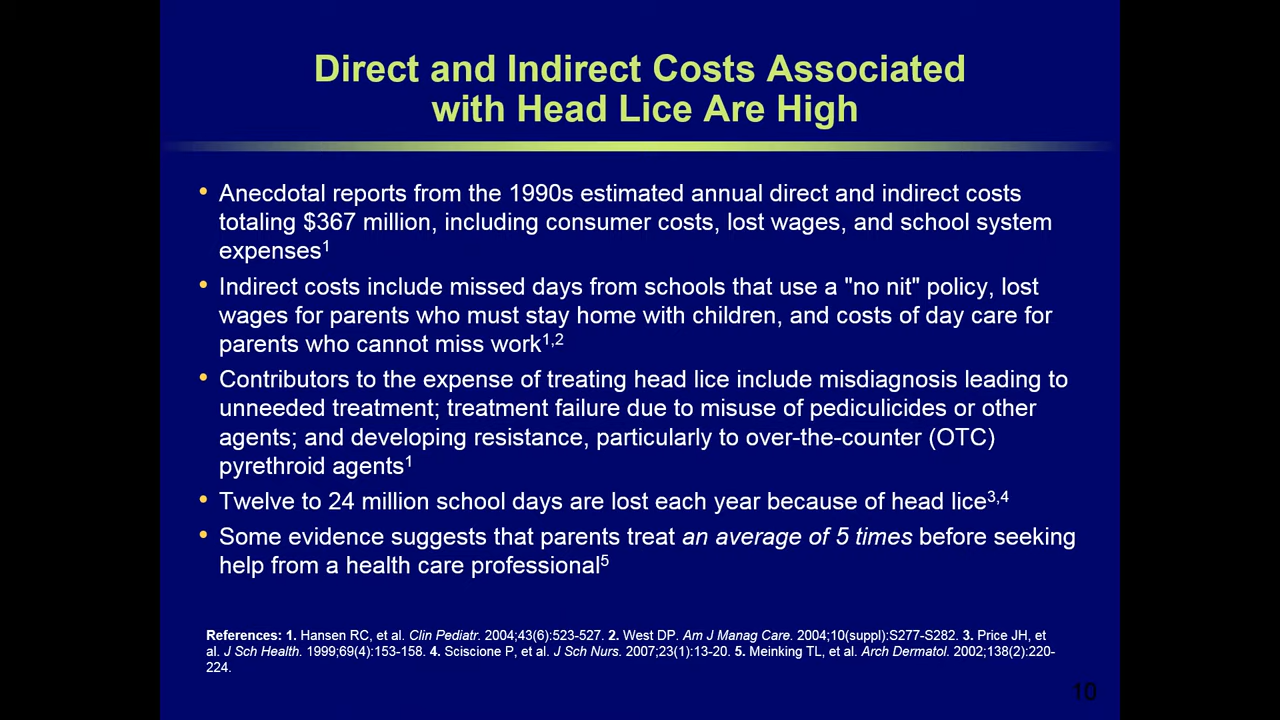 Direct and Indirect Costs Associated
with Head Lice Are High
• Anecdotal reports from the 1990s estimated annual direct and indirect costs
totaling $367 million, including consumer costs, lost wages, and school system
expenses1
• Indirect costs include missed days from schools that use a "no nit" policy, lost
wages for parents who must stay home with children, and costs of day care for
parents who cannot miss work1,2
• Contributors to the expense of treating head lice include misdiagnosis leading to
unneeded treatment; treatment failure due to misuse of pediculicides or other
agents; and developing resistance, particularly to over-the-counter (OTC)
pyrethroid agents1
• Twelve to 24 million school days are lost each year because of head lice3,4
• Some evidence suggests that parents treat an average of 5 times before seeking
help from a health care professional5
References: 1. Hansen RC, et al. Clin Pediatr. 2004;43(6):523-527. 2. West DP. Am J Manag Care. 2004;10(suppl):S277-S282. 3. Price JH, et
al. J Sch Health. 1999;69(4):153-158. 4. Sciscione P, et al. J Sch Nurs. 2007;23(1):13-20. 5. Meinking TL, et al. Arch Dermatol. 2002;138(2):220-
224.
10